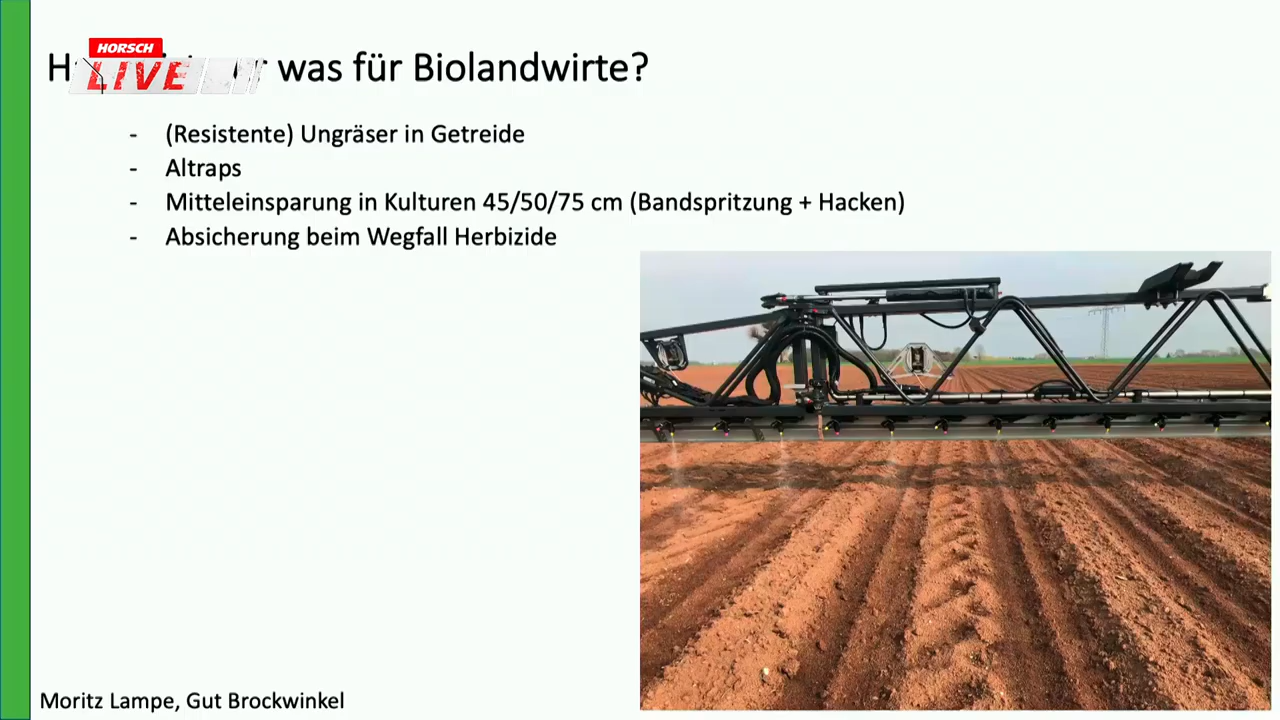 HORSCH
LIVE
was für Biolandwirte?
- (Resistente) Ungräser in Getreide
- Altraps
- Mitteleinsparung in Kulturen 45/50/75 cm (Bandspritzung + Hacken)
- Absicherung beim Wegfall Herbizide
Moritz Lampe, Gut Brockwinkel